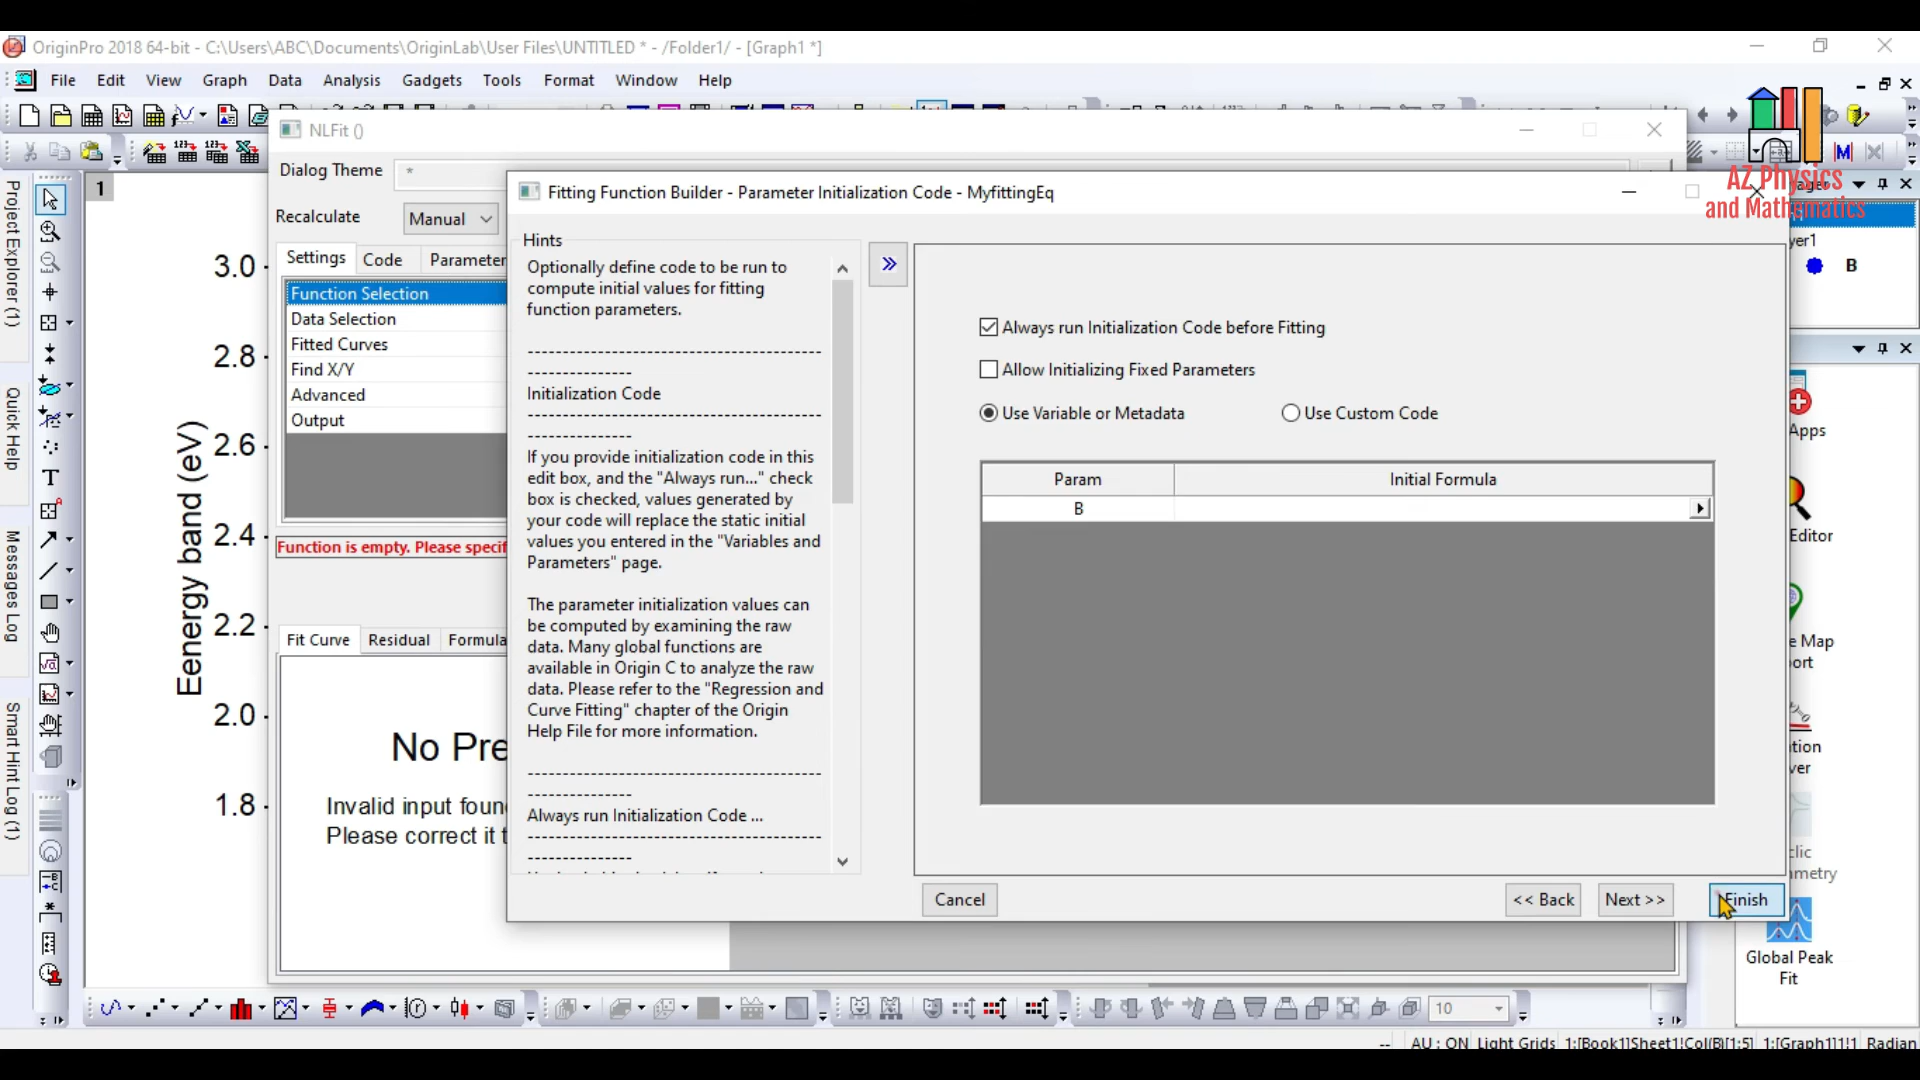 OriginPro 2018 64-bit - C:\Users\ABC\Documents\OriginLab\User Files\UNTITLED * - /Folder1/ - [Graph1 *]
File Edit View Graph Data Analysis Cadgets Tools Format Window Help
AZ Physics
and Mathematics
Project Explorer (1)
Quick Help
Messages Log
Smart Hint Log (1)
1
3.0
2.8
2.6
2.4
2.2
2.0
1.8
Eenergy band (eV)
NLFit ()
Dialog Theme *
Recalculate Manual
Settings Code Parameter
Function Selection
Data Selection
Fitted Curves
Find X/Y
Advanced
Output
Function is empty. Please specif
Fit Curve Residual Formula
No Pre
Invalid input foun
Please correct it t
Fitting Function Builder - Parameter Initialization Code - MyfittingEq
Hints
Optionally define code to be run to
compute initial values for fitting
function parameters.
----------------------------------------
--------------
Initialization Code
----------------------------------------
--------------
If you provide initialization code in this
edit box, and the "Always run..." check
box is checked, values generated by
your code will replace the static initial
values you entered in the "Variables and
Parameters" page.
The parameter initialization values can
be computed by examining the raw
data. Many global functions are
available in Origin C to analyze the raw
data. Please refer to the "Regression and
Curve Fitting" chapter of the Origin
Help File for more information.
----------------------------------------
--------------
Always run Initialization Code ...
----------------------------------------
--------------
Always run Initialization Code before Fitting
Allow Initializing Fixed Parameters
Use Variable or Metadata Use Custom Code
Param Initial Formula
B
Cancel << Back Next >> Finish
yer1
B
Apps
Editor
e Map
ort
tion
ver
clic
mmetry
Global Peak
Fit
10
-- AU : ON Light Grids 1:[Book1]Sheet1!Col(B)[1:5] 1:[Graph1]1!1 Radian